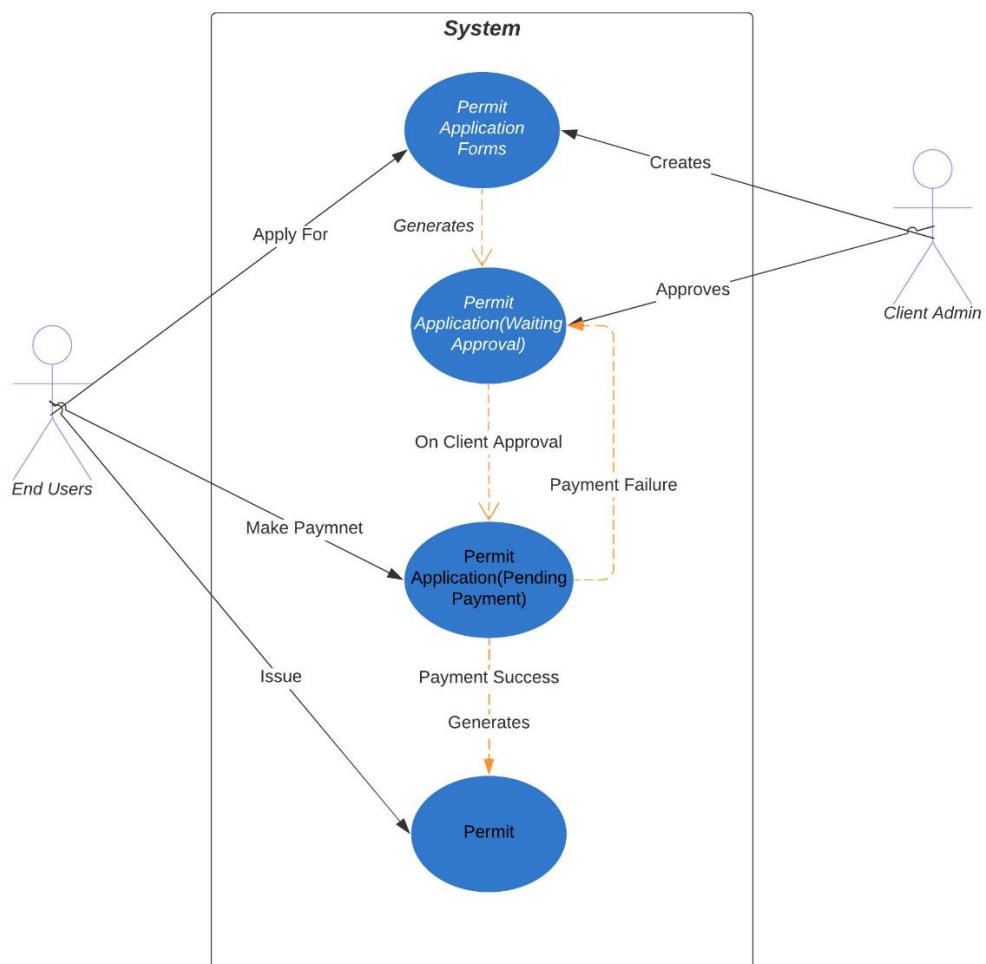 System
Permit
Application
Forms
Creates
Apply For
Generates
Client Admin
Permit
Application(Waiting
Approval)
Approves
End Users
On Client Approval
Payment Failure
Make Paymnet
Permit
Application(Pending
Payment)
Issue
Payment Success
Generates
Permit